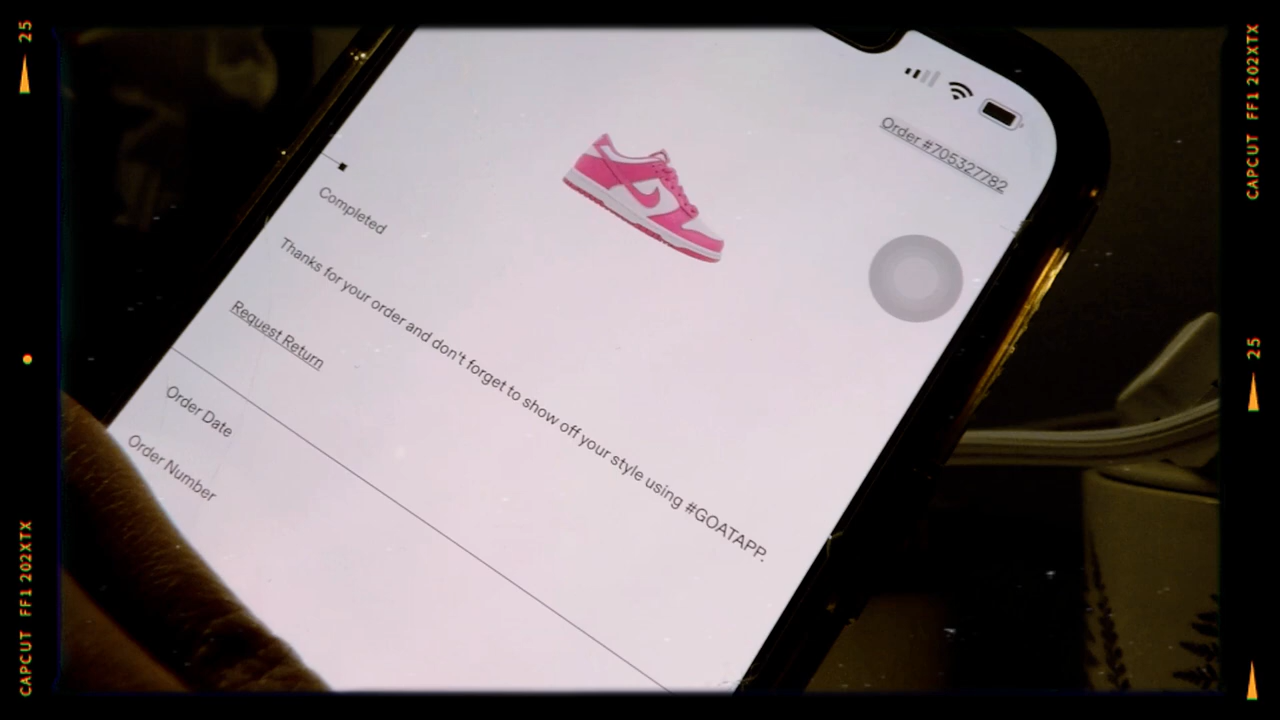 25
CAPCUT FF1 202XTX
CAPCUT FF1 202XTX
25
Order #705327782
Completed
Thanks for your order and don't forget to show off your style using #GOATAPP.
Request Return
Order Date
Order Number